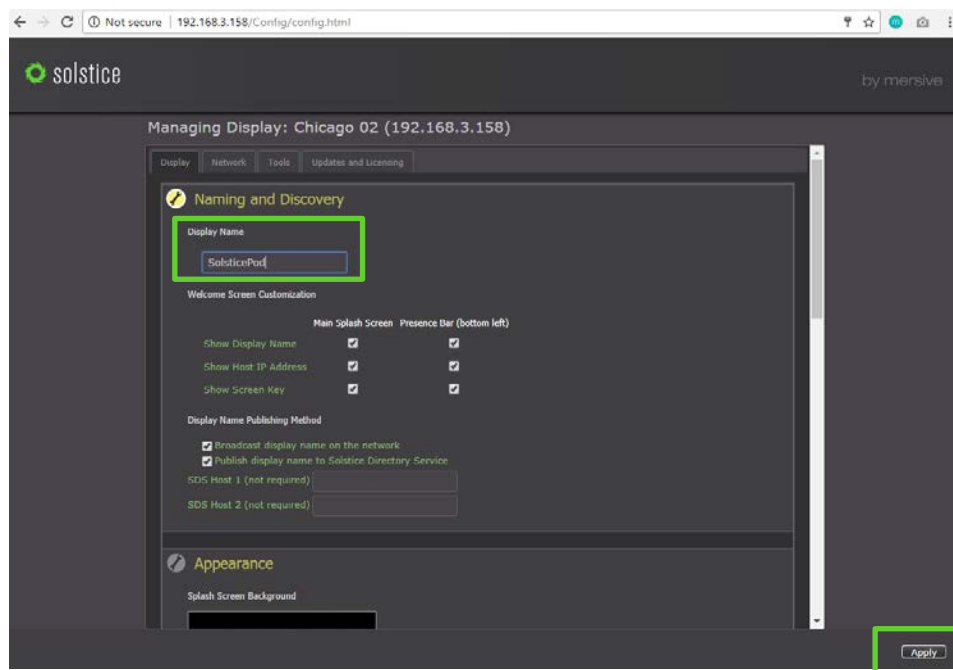 Not secure | 192.168.3.158/Config/config.html
solstice
by mersive
Managing Display: Chicago 02 (192.168.3.158)
Display Network Tools Updates and Licensing
Naming and Discovery
Display Name
SolsticePod
Welcome Screen Customization
Main Splash Screen Presence Bar (bottom left)
Show Display Name
Show Host IP Address
Show Screen Key
Display Name Publishing Method
Broadcast display name on the network
Publish display name to Solstice Directory Service
SDS Host 1 (not required)
SDS Host 2 (not required)
Appearance
Splash Screen Background
Apply